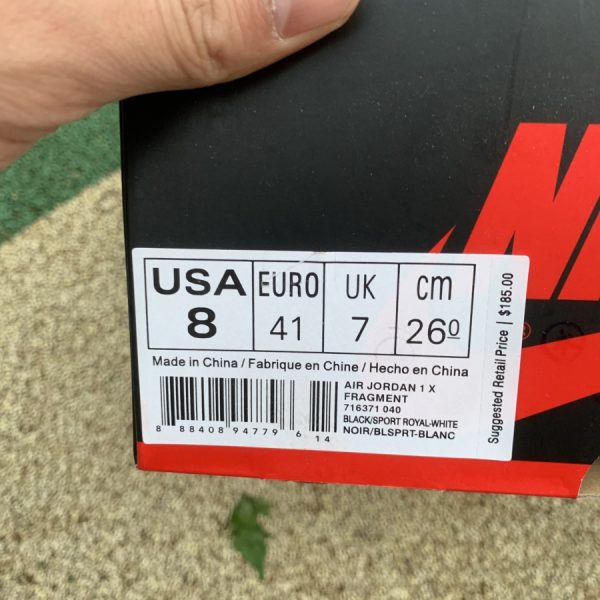 USA EURO UK cm
8 41 7 26⁰
Made in China / Fabrique en Chine / Hecho en China
AIR JORDAN 1 X
FRAGMENT
716371 040
BLACK/SPORT ROYAL-WHITE
NOIR/BLSPRT-BLANC
8 88408 94779 6 14
Suggested Retail Price | $185.00
®